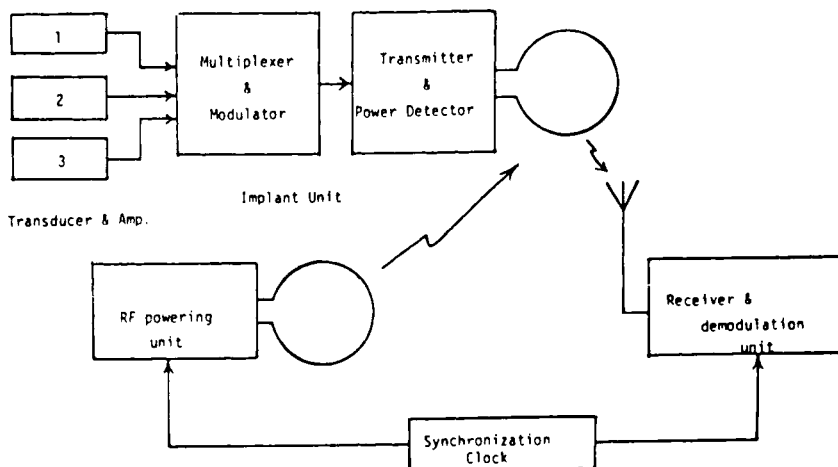 1
2
3
Multiplexer
&
Modulator
Transmitter
&
Power Detector
Implant Unit
Transducer & Amp.
RF powering
unit
Receiver &
demodulation
unit
Synchronization
Clock